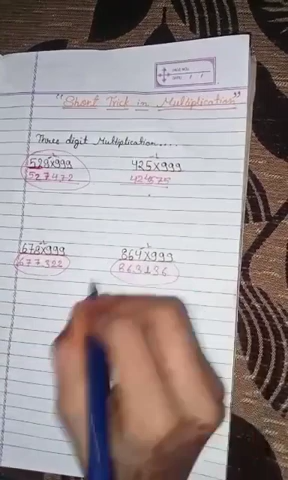 "Short Trick in Multiplication"
Three digit Multiplication....
528x999 425x999
527472 424575
678x999 864x999
677322 863136